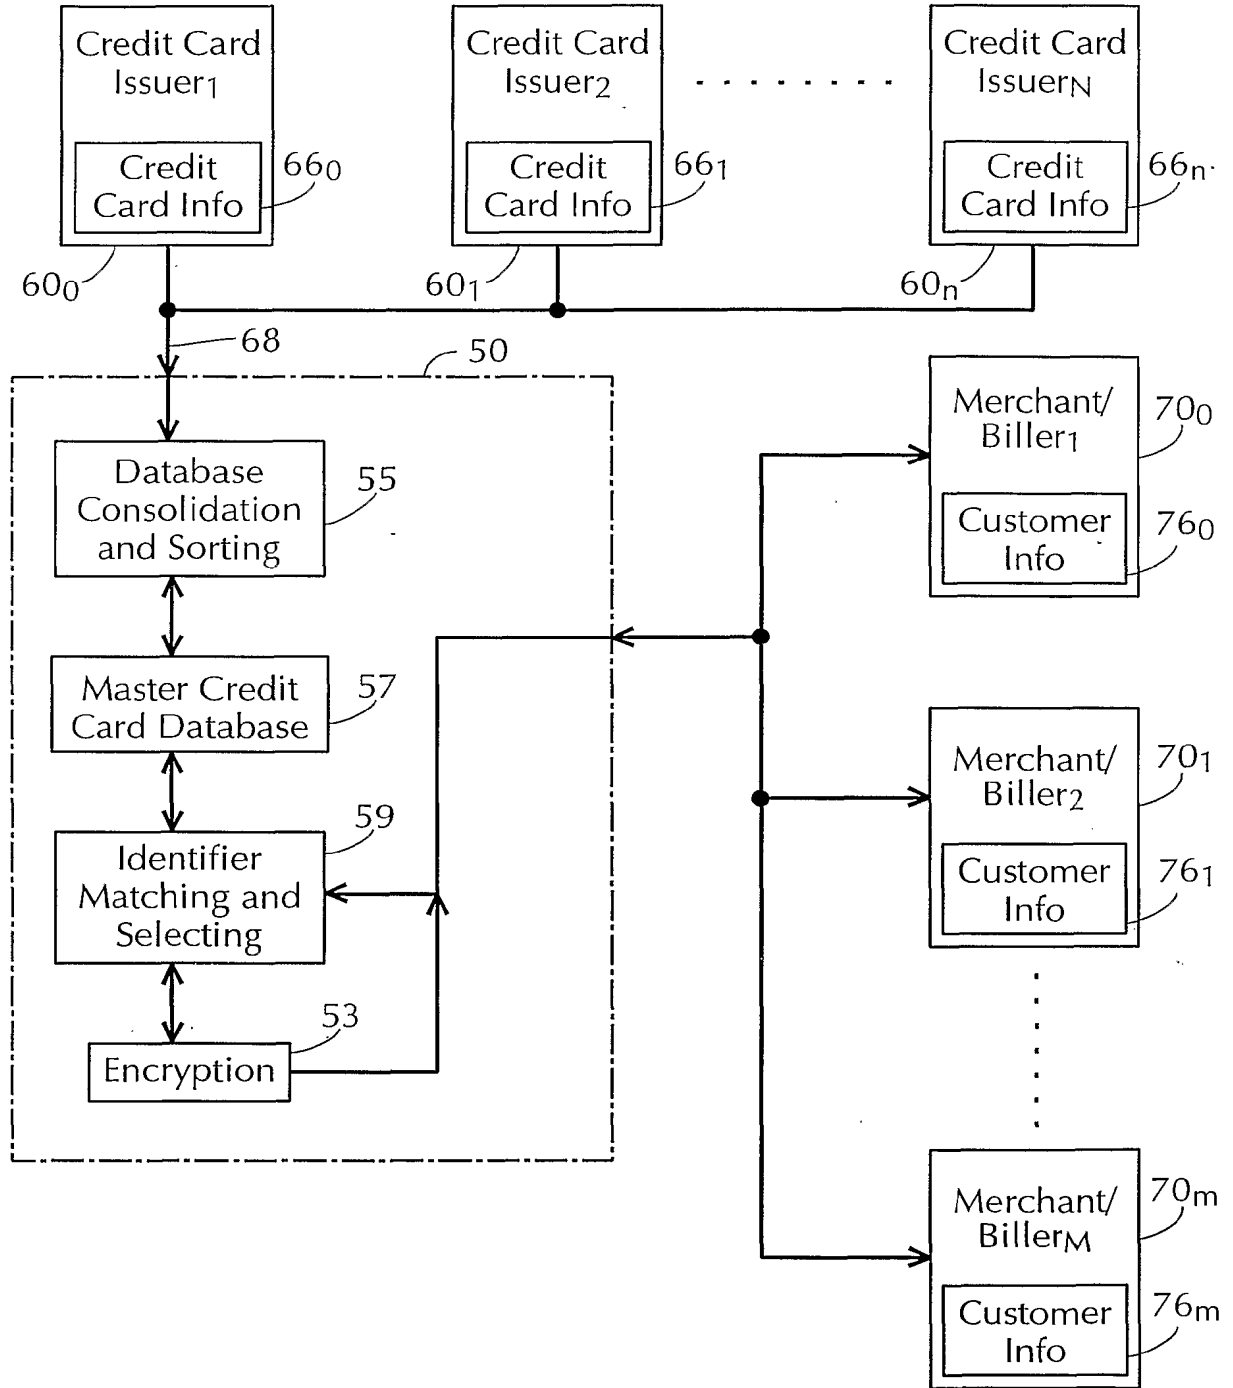 Credit Card
Issuer1
Credit
Card Info
66₀
60₀
Credit Card
Issuer₂
Credit
Card Info
66₁
60₁
Credit Card
Issuer_N
Credit
Card Info
66ₙ
60ₙ
68
50
Database
Consolidation
and Sorting
55
Master Credit
Card Database
57
Identifier
Matching and
Selecting
59
Encryption
53
Merchant/
Biller₁
70₀
Customer
Info
76₀
Merchant/
Biller₂
70₁
Customer
Info
76₁
Merchant/
Biller_M
70ₘ
Customer
Info
76ₘ